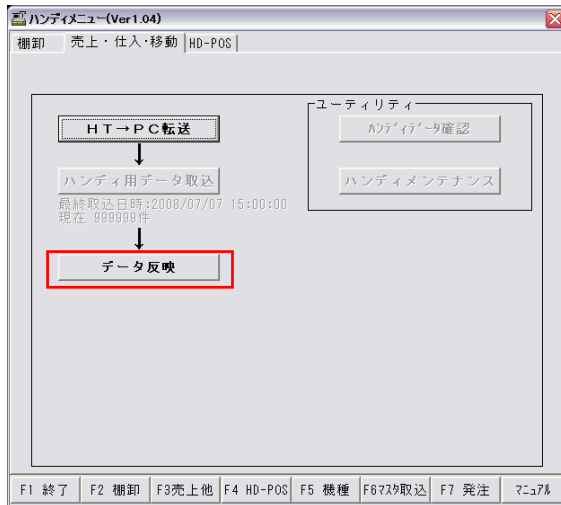 ハンディメニュー(Ver1.04)
棚卸 売上・仕入・移動 HD-POS
ユーティリティ
ＨＴ→ＰＣ転送
ﾊﾝﾃﾞｨﾃﾞｰﾀ確認
ハンディ用データ取込
ハンディメンテナンス
最終取込日時:2008/07/07 15:00:00
現在 999999件
データ反映
F1 終了 F2 棚卸 F3売上他 F4 HD-POS F5 機種 F6ﾏｽﾀ取込 F7 発注 ﾏﾆｭｱﾙ